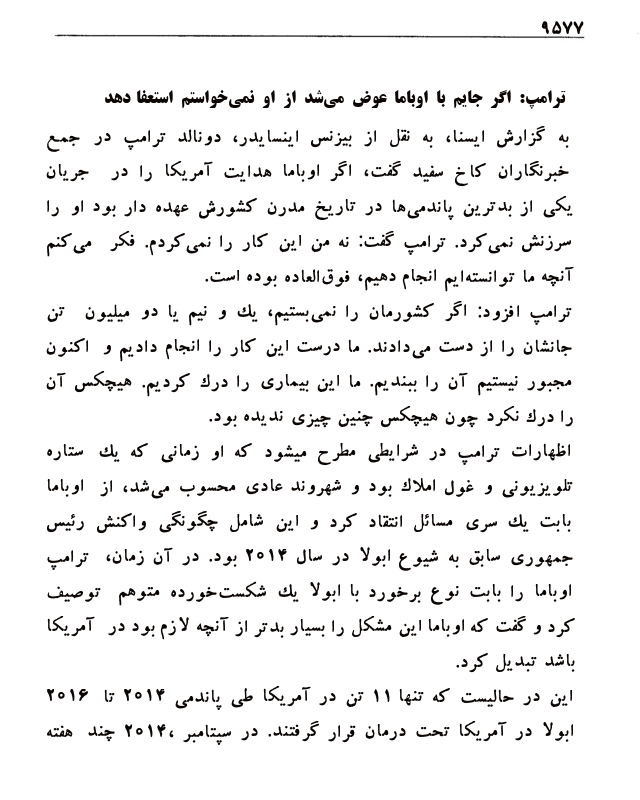 ۹۵۷۷
ترامپ: اگر جایم با اوباما عوض می‌شد از او نمی‌خواستم استعفا دهد
به گزارش ایسنا، به نقل از بیزنس اینسایدر، دونالد ترامپ در جمع
خبرنگاران کاخ سفید گفت، اگر اوباما هدایت آمریکا را در جریان
یکی از بدترین پاندمی‌ها در تاریخ مدرن کشورش عهده دار بود او را
سرزنش نمی‌کرد. ترامپ گفت: نه من این کار را نمی‌کردم. فکر می‌کنم
آنچه ما توانسته‌ایم انجام دهیم، فوق‌العاده بوده است.
ترامپ افزود: اگر کشورمان را نمی‌بستیم، یك و نیم یا دو میلیون تن
جانشان را از دست می‌دادند. ما درست این کار را انجام دادیم و اکنون
مجبور نیستیم آن را ببندیم. ما این بیماری را درك کردیم. هیچکس آن
را درك نکرد چون هیچکس چنین چیزی ندیده بود.
اظهارات ترامپ در شرایطی مطرح میشود که او زمانی که یك ستاره
تلویزیونی و غول املاك بود و شهروند عادی محسوب می‌شد، از اوباما
بابت یك سری مسائل انتقاد کرد و این شامل چگونگی واکنش رئیس
جمهوری سابق به شیوع ابولا در سال ۲۰۱۴ بود. در آن زمان، ترامپ
اوباما را بابت نوع برخورد با ابولا یك شکست‌خورده متوهم توصیف
کرد و گفت که اوباما این مشکل را بسیار بدتر از آنچه لازم بود در آمریکا
باشد تبدیل کرد.
این در حالیست که تنها ۱۱ تن در آمریکا طی پاندمی ۲۰۱۴ تا ۲۰۱۶
ابولا در آمریکا تحت درمان قرار گرفتند. در سپتامبر ۲۰۱۴، چند هفته